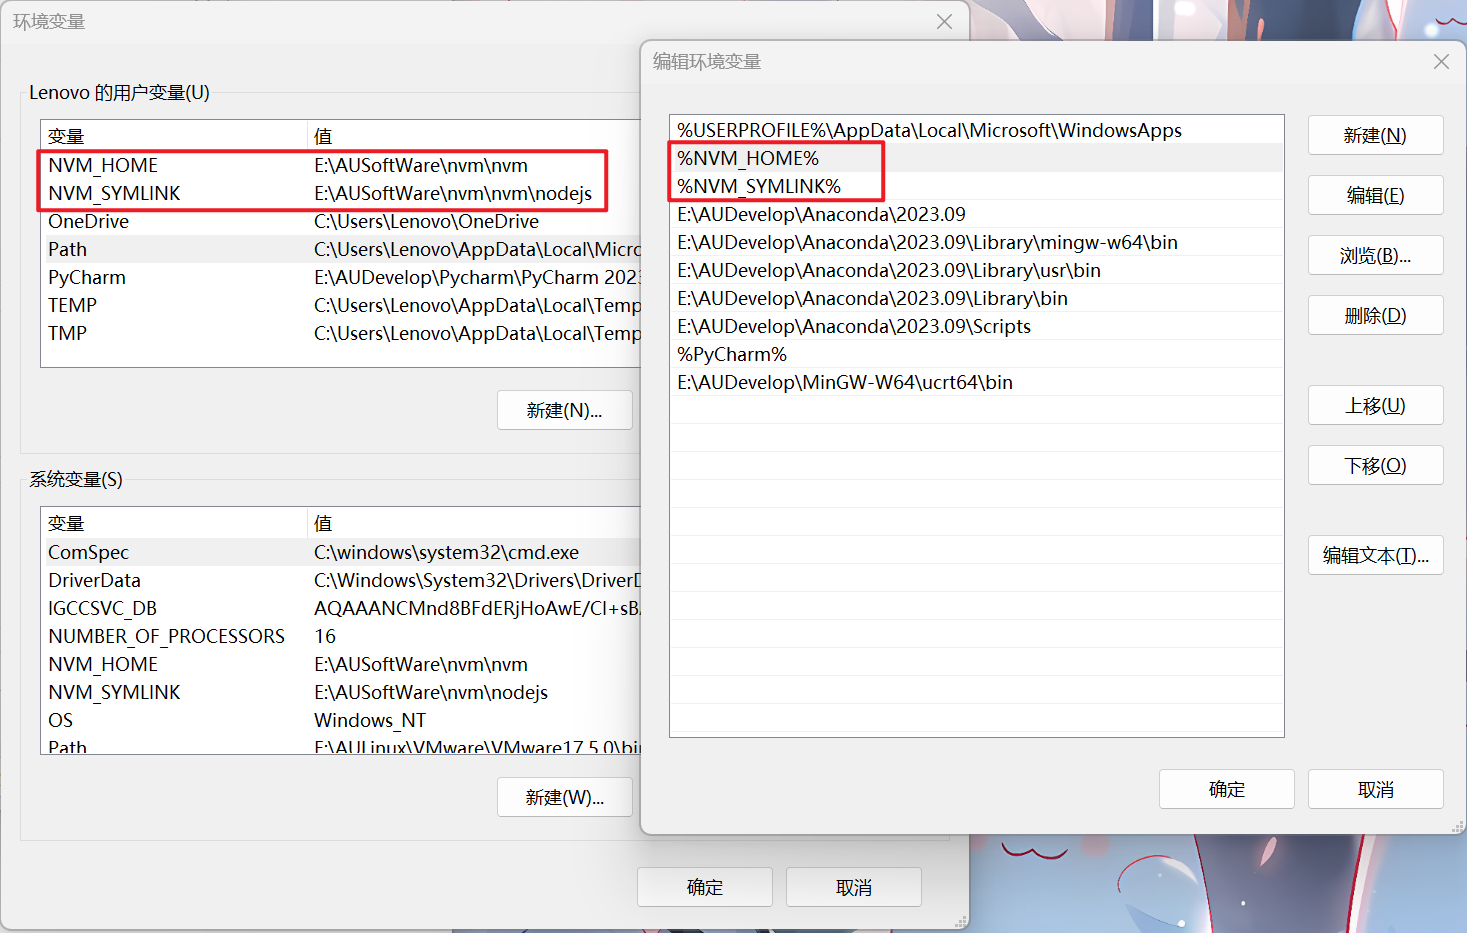 环境变量
Lenovo 的用户变量(U)
变量 值
NVM_HOME E:\AUSoftWare\nvm\nvm
NVM_SYMLINK E:\AUSoftWare\nvm\nvm\nodejs
OneDrive C:\Users\Lenovo\OneDrive
Path C:\Users\Lenovo\AppData\Local\Micro
PyCharm E:\AUDevelop\Pycharm\PyCharm 202
TEMP C:\Users\Lenovo\AppData\Local\Temp
TMP C:\Users\Lenovo\AppData\Local\Temp
新建(N)...
系统变量(S)
变量 值
ComSpec C:\windows\system32\cmd.exe
DriverData C:\Windows\System32\Drivers\Driver
IGCCSVC_DB AQAAANCMnd8BFdERjHoAwE/CI+sB
NUMBER_OF_PROCESSORS 16
NVM_HOME E:\AUSoftWare\nvm\nvm
NVM_SYMLINK E:\AUSoftWare\nvm\nodejs
OS Windows_NT
Path E:\AULinux\VMware\VMware17.5.0\bin
新建(W)...
确定 取消
编辑环境变量
%USERPROFILE%\AppData\Local\Microsoft\WindowsApps
%NVM_HOME%
%NVM_SYMLINK%
E:\AUDevelop\Anaconda\2023.09
E:\AUDevelop\Anaconda\2023.09\Library\mingw-w64\bin
E:\AUDevelop\Anaconda\2023.09\Library\usr\bin
E:\AUDevelop\Anaconda\2023.09\Library\bin
E:\AUDevelop\Anaconda\2023.09\Scripts
%PyCharm%
E:\AUDevelop\MinGW-W64\ucrt64\bin
新建(N)
编辑(E)
浏览(B)...
删除(D)
上移(U)
下移(O)
编辑文本(T)...
确定 取消